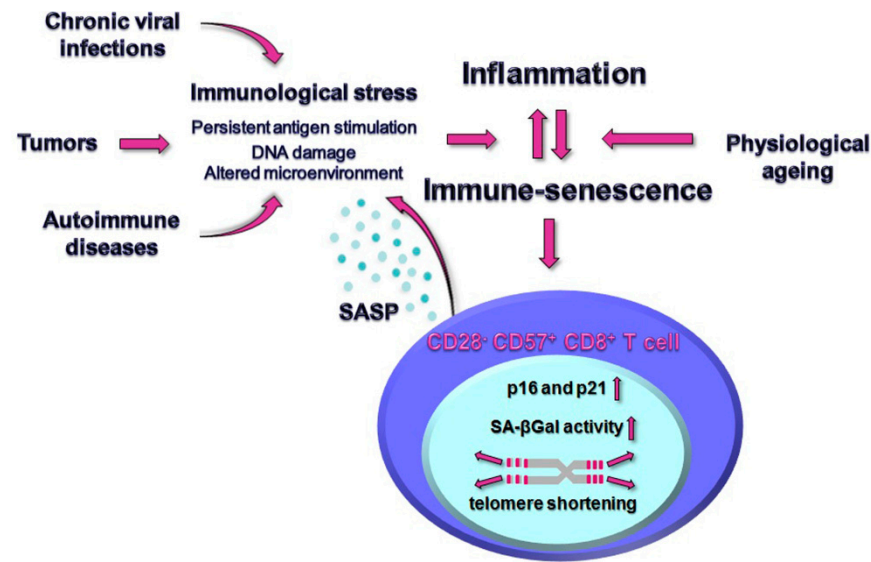 Chronic viral
infections
Tumors
Autoimmune
diseases
Immunological stress
Persistent antigen stimulation
DNA damage
Altered microenvironment
Inflammation
Immune-senescence
Physiological
ageing
SASP
CD28⁻ CD57⁺ CD8⁺ T cell
p16 and p21
SA-βGal activity
telomere shortening